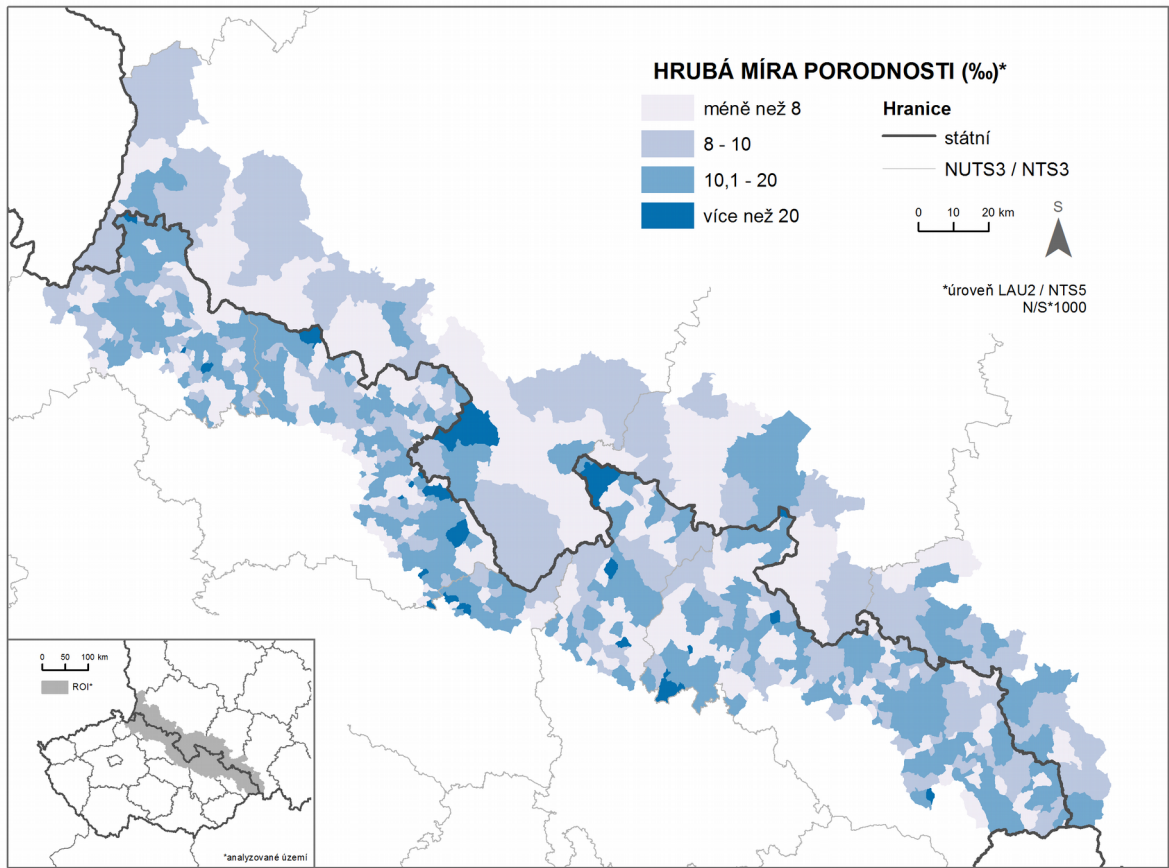 HRUBÁ MÍRA PORODNOSTI (‰)*
méně než 8
8 - 10
10,1 - 20
více než 20
Hranice
státní
NUTS3 / NTS3
0 10 20 km
S
*úroveň LAU2 / NTS5
N/S*1000
0 50 100 km
ROI*
*analyzované území